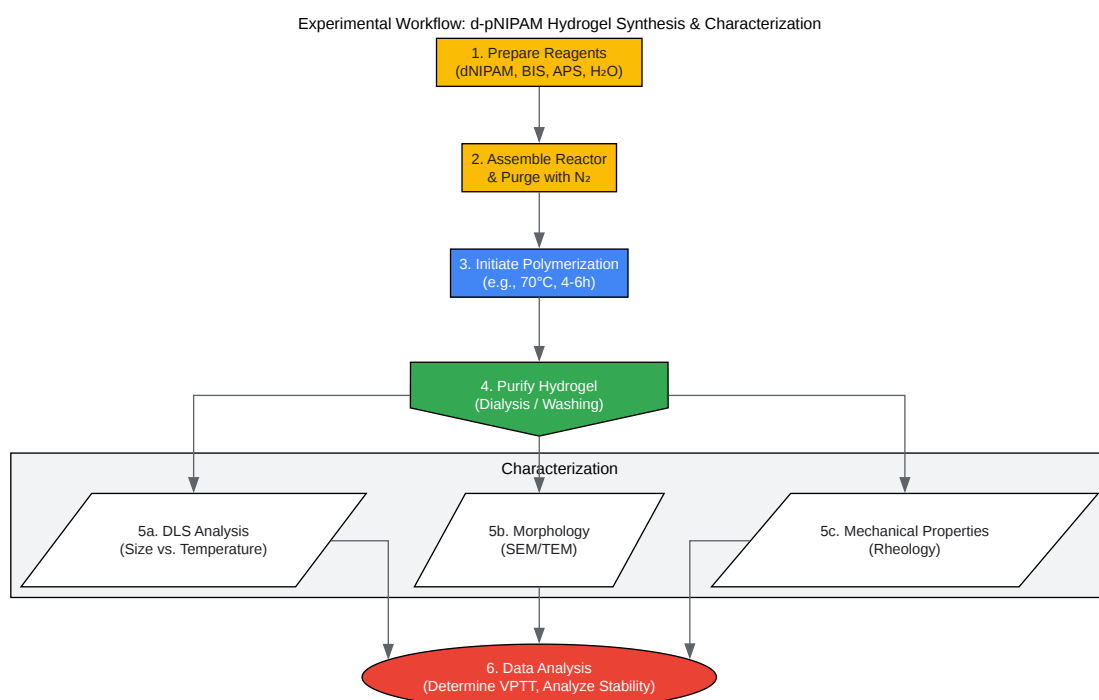 Experimental Workflow: d-pNIPAM Hydrogel Synthesis & Characterization
1. Prepare Reagents
(dNIPAM, BIS, APS, H₂O)
2. Assemble Reactor
& Purge with N₂
3. Initiate Polymerization
(e.g., 70°C, 4-6h)
4. Purify Hydrogel
(Dialysis / Washing)
Characterization
5a. DLS Analysis
(Size vs. Temperature)
5b. Morphology
(SEM/TEM)
5c. Mechanical Properties
(Rheology)
6. Data Analysis
(Determine VPTT, Analyze Stability)